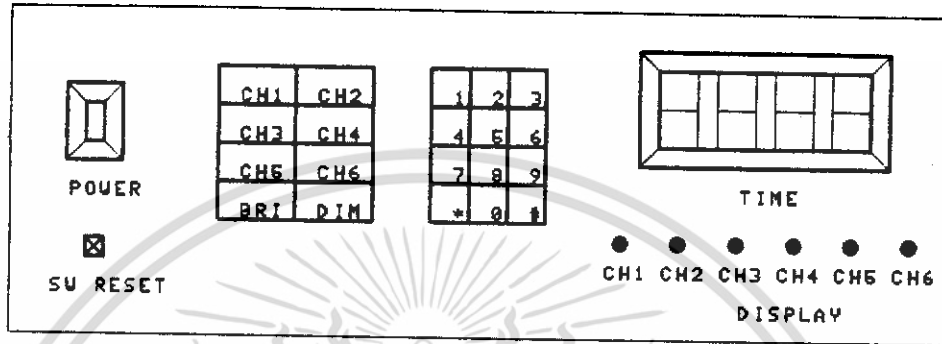 POWER
SW RESET
CH1 CH2
CH3 CH4
CH5 CH6
BRI DIM
1 2 3
4 5 6
7 8 9
* 0 #
TIME
CH1 CH2 CH3 CH4 CH5 CH6
DISPLAY